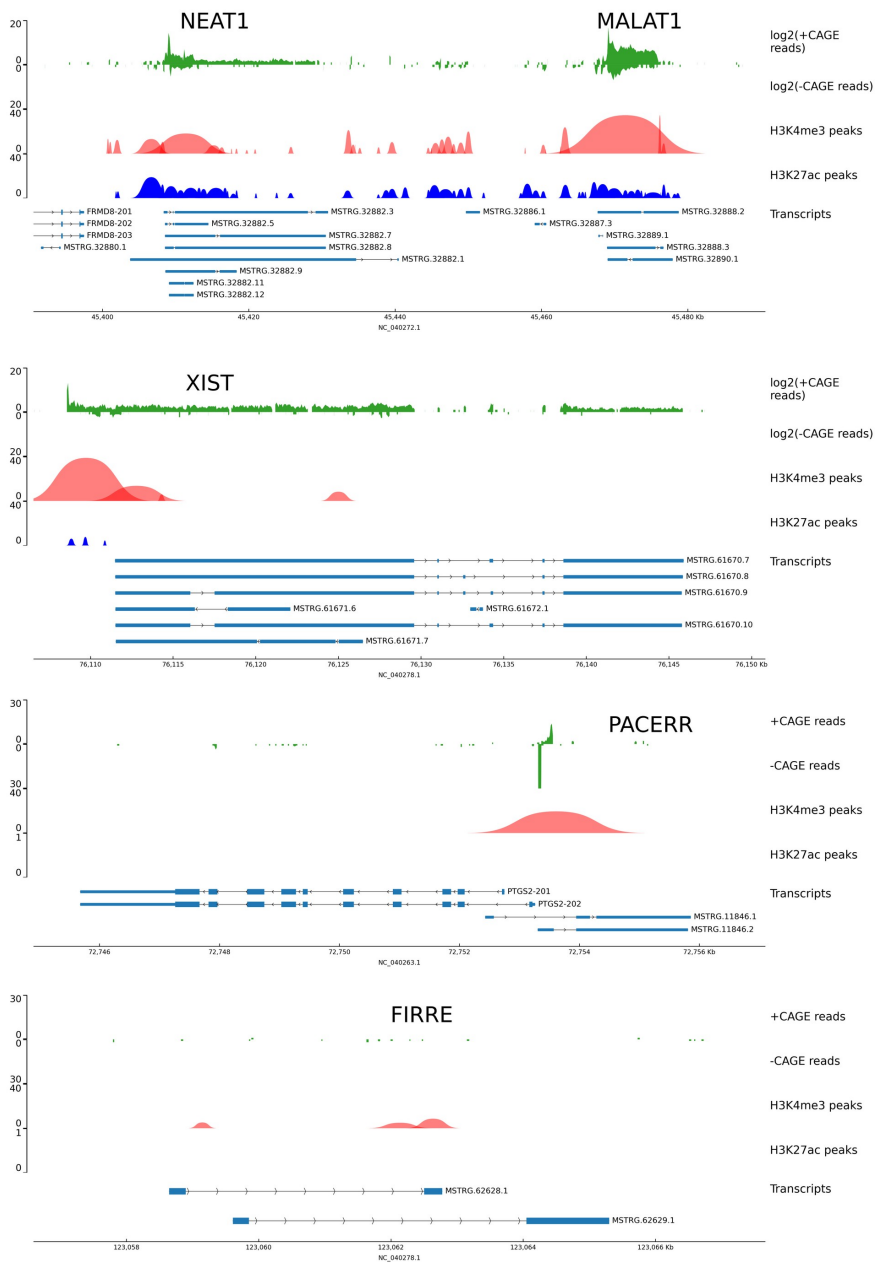 NEAT1
MALAT1
20
0
0
20
40
0
40
0
log2(+CAGE
reads)
log2(-CAGE reads)
H3K4me3 peaks
H3K27ac peaks
Transcripts
FRMD8-201
MSTRG.32882.3
MSTRG.32886.1
MSTRG.32888.2
FRMD8-202
MSTRG.32882.5
MSTRG.32887.3
FRMD8-203
MSTRG.32882.7
MSTRG.32889.1
MSTRG.32880.1
MSTRG.32882.8
MSTRG.32888.3
MSTRG.32882.1
MSTRG.32890.1
MSTRG.32882.9
MSTRG.32882.11
MSTRG.32882.12
45,400
45,420
45,440
45,460
45,480 Kb
NC_040272.1
XIST
20
0
0
20
40
0
40
0
log2(+CAGE
reads)
log2(-CAGE reads)
H3K4me3 peaks
H3K27ac peaks
Transcripts
MSTRG.61670.7
MSTRG.61670.8
MSTRG.61670.9
MSTRG.61671.6
MSTRG.61672.1
MSTRG.61670.10
MSTRG.61671.7
76,110
76,115
76,120
76,125
76,130
76,135
76,140
76,145
76,150 Kb
NC_040278.1
PACERR
30
0
0
30
40
0
1
0
+CAGE reads
-CAGE reads
H3K4me3 peaks
H3K27ac peaks
Transcripts
PTGS2-201
PTGS2-202
MSTRG.11846.1
MSTRG.11846.2
72,746
72,748
72,750
72,752
72,754
72,756 Kb
NC_040263.1
FIRRE
30
0
0
30
40
0
1
0
+CAGE reads
-CAGE reads
H3K4me3 peaks
H3K27ac peaks
Transcripts
MSTRG.62628.1
MSTRG.62629.1
123,058
123,060
123,062
123,064
123,066 Kb
NC_040278.1